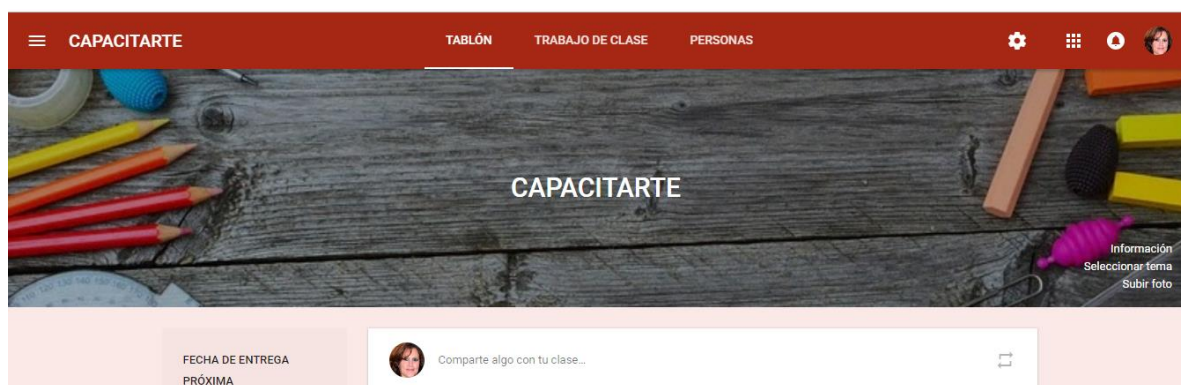 CAPACITARTE
TABLÓN
TRABAJO DE CLASE
PERSONAS
CAPACITARTE
Información
Seleccionar tema
Subir foto
FECHA DE ENTREGA
PRÓXIMA
Comparte algo con tu clase...